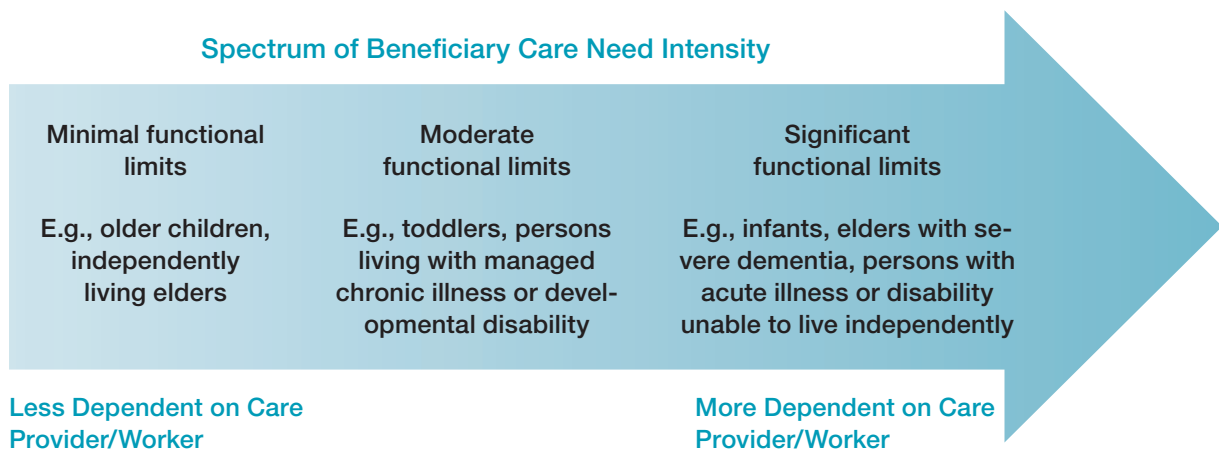 Spectrum of Beneficiary Care Need Intensity
Minimal functional
limits
E.g., older children,
independently
living elders
Moderate
functional limits
E.g., toddlers, persons
living with managed
chronic illness or devel-
opmental disability
Significant
functional limits
E.g., infants, elders with se-
vere dementia, persons with
acute illness or disability
unable to live independently
Less Dependent on Care
Provider/Worker
More Dependent on Care
Provider/Worker